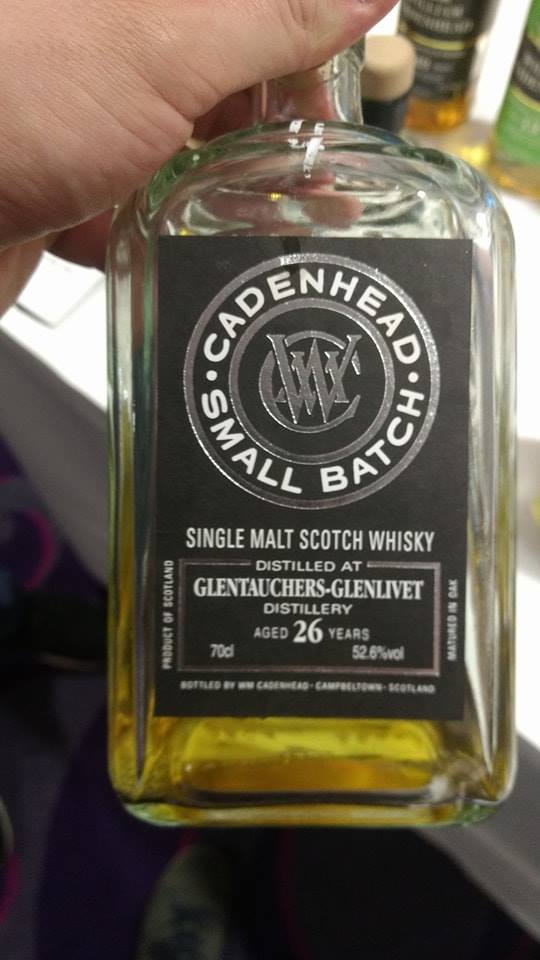 CADENHEAD
WC
SMALL BATCH
SINGLE MALT SCOTCH WHISKY
DISTILLED AT
GLENTAUCHERS-GLENLIVET
DISTILLERY
AGED 26 YEARS
70cl 52.6%vol
PRODUCT OF SCOTLAND
MATURED IN OAK
BOTTLED BY WM CADENHEAD - CAMPBELTOWN - SCOTLAND